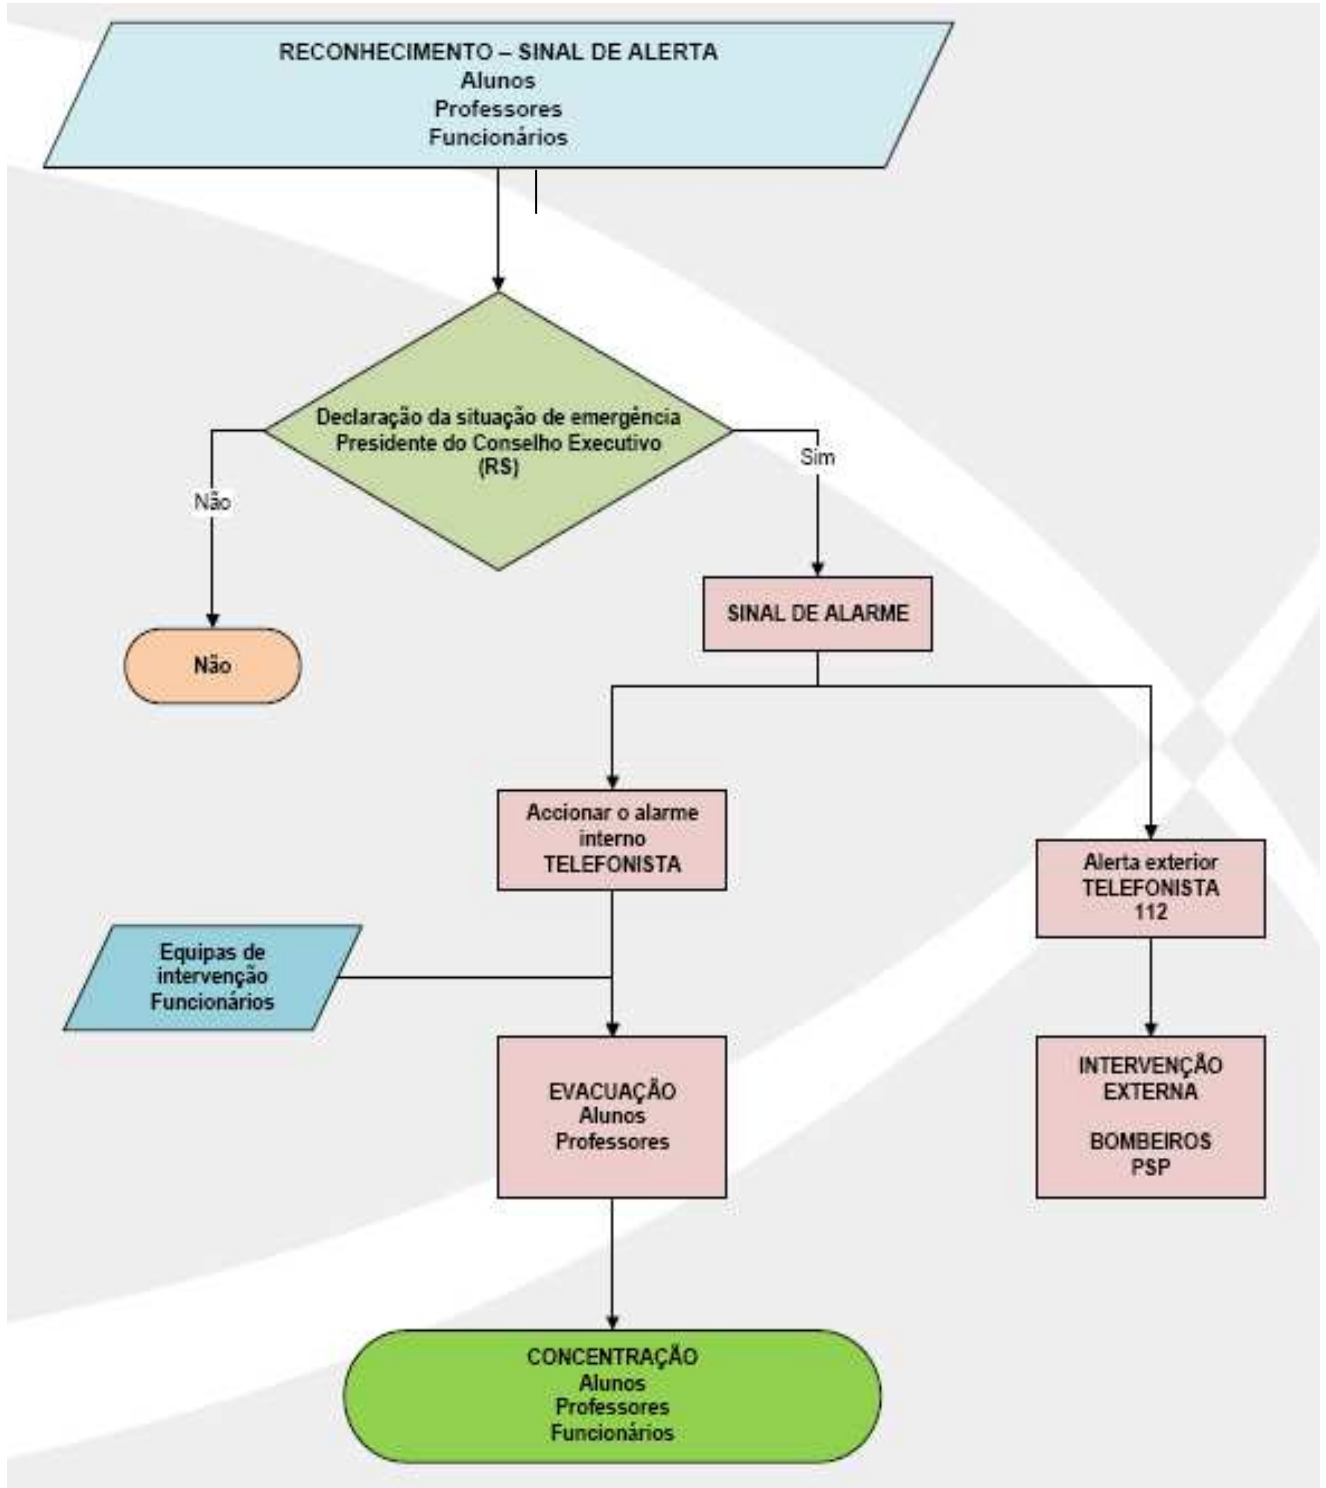 RECONHECIMENTO – SINAL DE ALERTA
Alunos
Professores
Funcionários
Declaração da situação de emergência
Presidente do Conselho Executivo
(RS)
Sim
Não
SINAL DE ALARME
Não
Accionar o alarme
interno
TELEFONISTA
Alerta exterior
TELEFONISTA
112
Equipas de
intervenção
Funcionários
EVACUAÇÃO
Alunos
Professores
INTERVENÇÃO
EXTERNA
BOMBEIROS
PSP
CONCENTRAÇÃO
Alunos
Professores
Funcionários